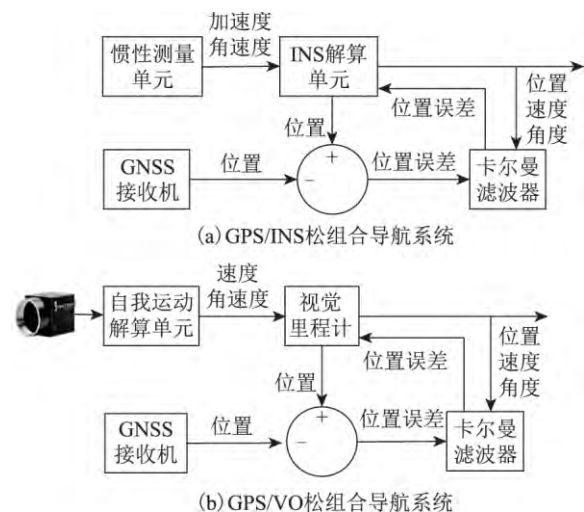 加速度
角速度
惯性测量
单元
INS解算
单元
位置
速度
角度
位置误差
位置
GNSS
接收机
位置
+
−
位置误差
卡尔曼
滤波器
(a) GPS/INS松组合导航系统
速度
角速度
自我运动
解算单元
视觉
里程计
位置
速度
角度
位置误差
位置
GNSS
接收机
位置
+
−
位置误差
卡尔曼
滤波器
(b) GPS/VO松组合导航系统